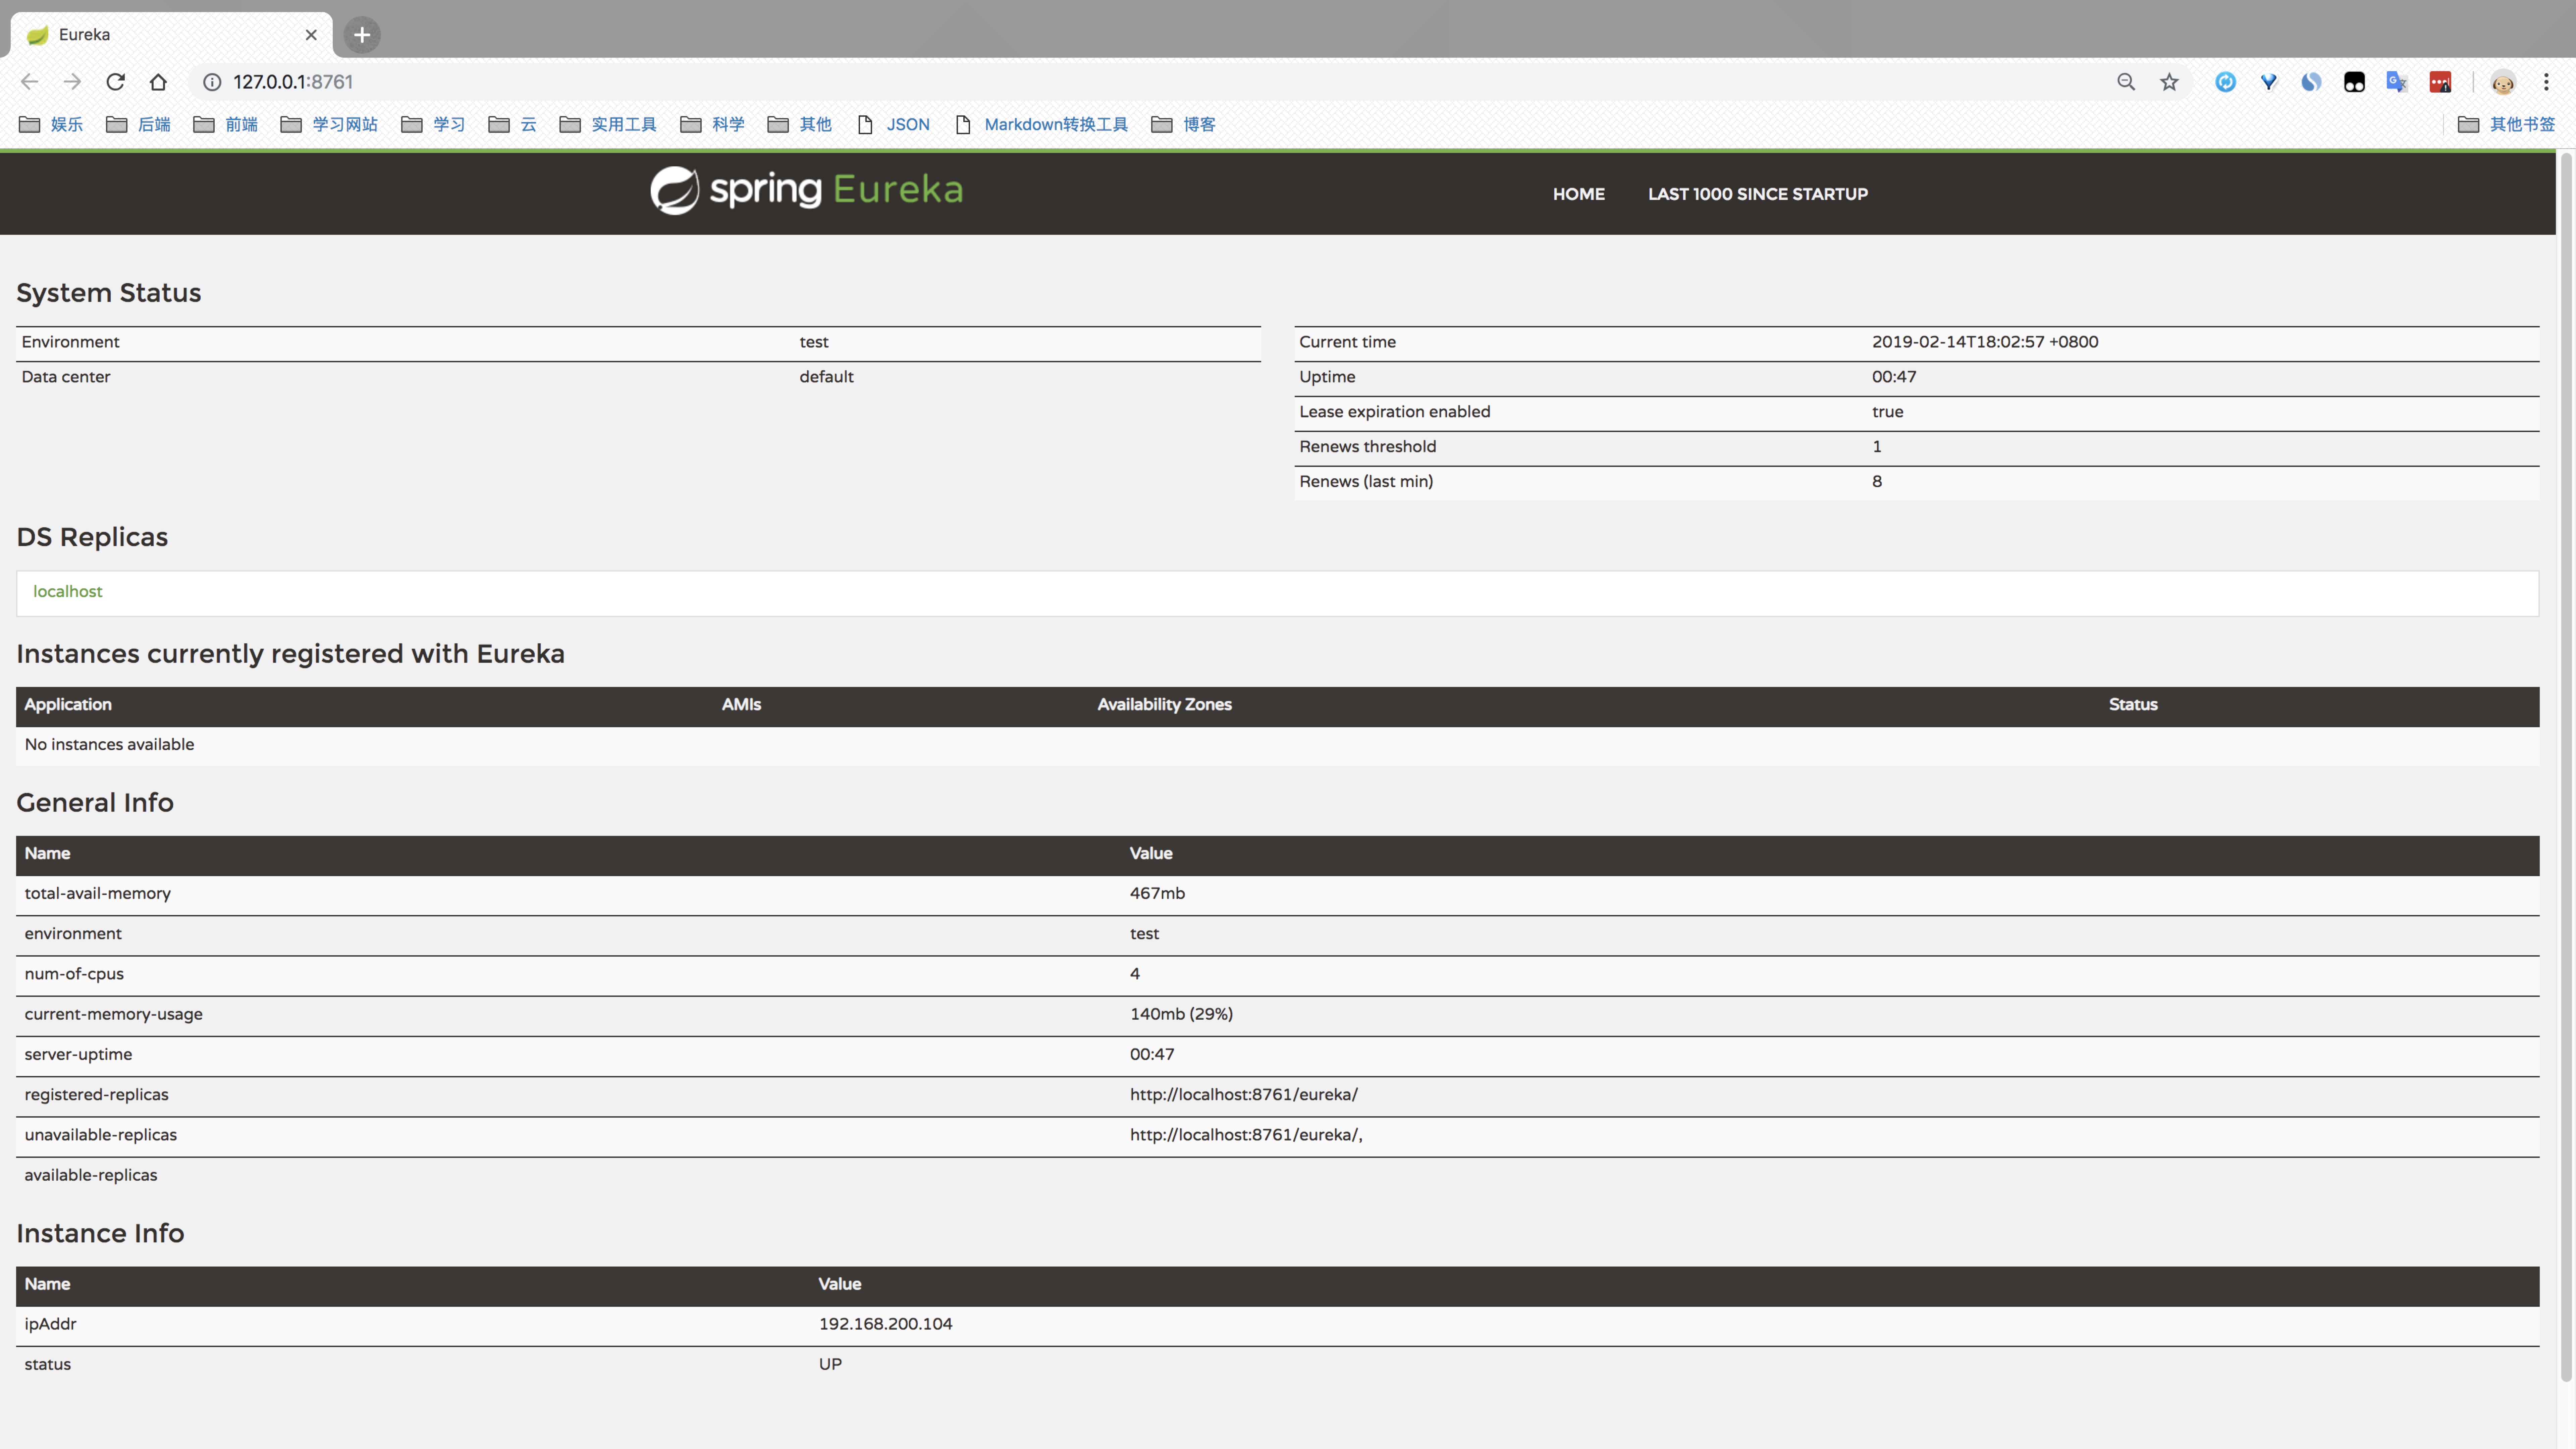 Eureka
127.0.0.1:8761
娱乐 后端 前端 学习网站 学习 云 实用工具 科学 其他 JSON Markdown转换工具 博客 其他书签
spring Eureka HOME LAST 1000 SINCE STARTUP
System Status
Environment test
Data center default
Current time 2019-02-14T18:02:57 +0800
Uptime 00:47
Lease expiration enabled true
Renews threshold 1
Renews (last min) 8
DS Replicas
localhost
Instances currently registered with Eureka
Application AMIs Availability Zones Status
No instances available
General Info
Name Value
total-avail-memory 467mb
environment test
num-of-cpus 4
current-memory-usage 140mb (29%)
server-uptime 00:47
registered-replicas http://localhost:8761/eureka/
unavailable-replicas http://localhost:8761/eureka/,
available-replicas
Instance Info
Name Value
ipAddr 192.168.200.104
status UP